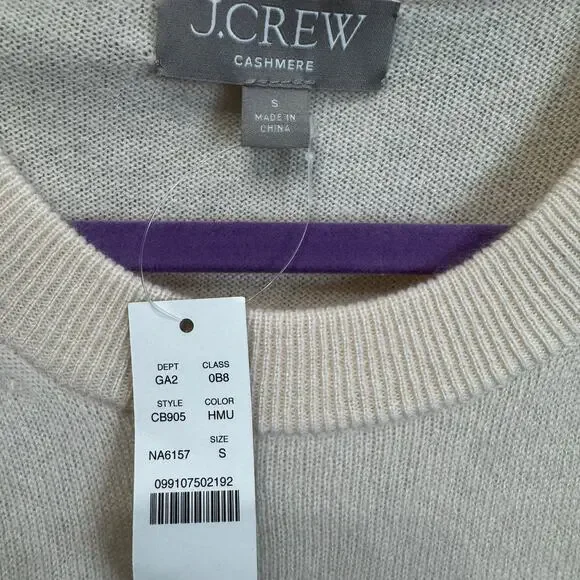 J.CREW
CASHMERE
S
MADE IN
CHINA
DEPT CLASS
GA2 0B8
STYLE COLOR
CB905 HMU
SIZE
NA6157 S
099107502192